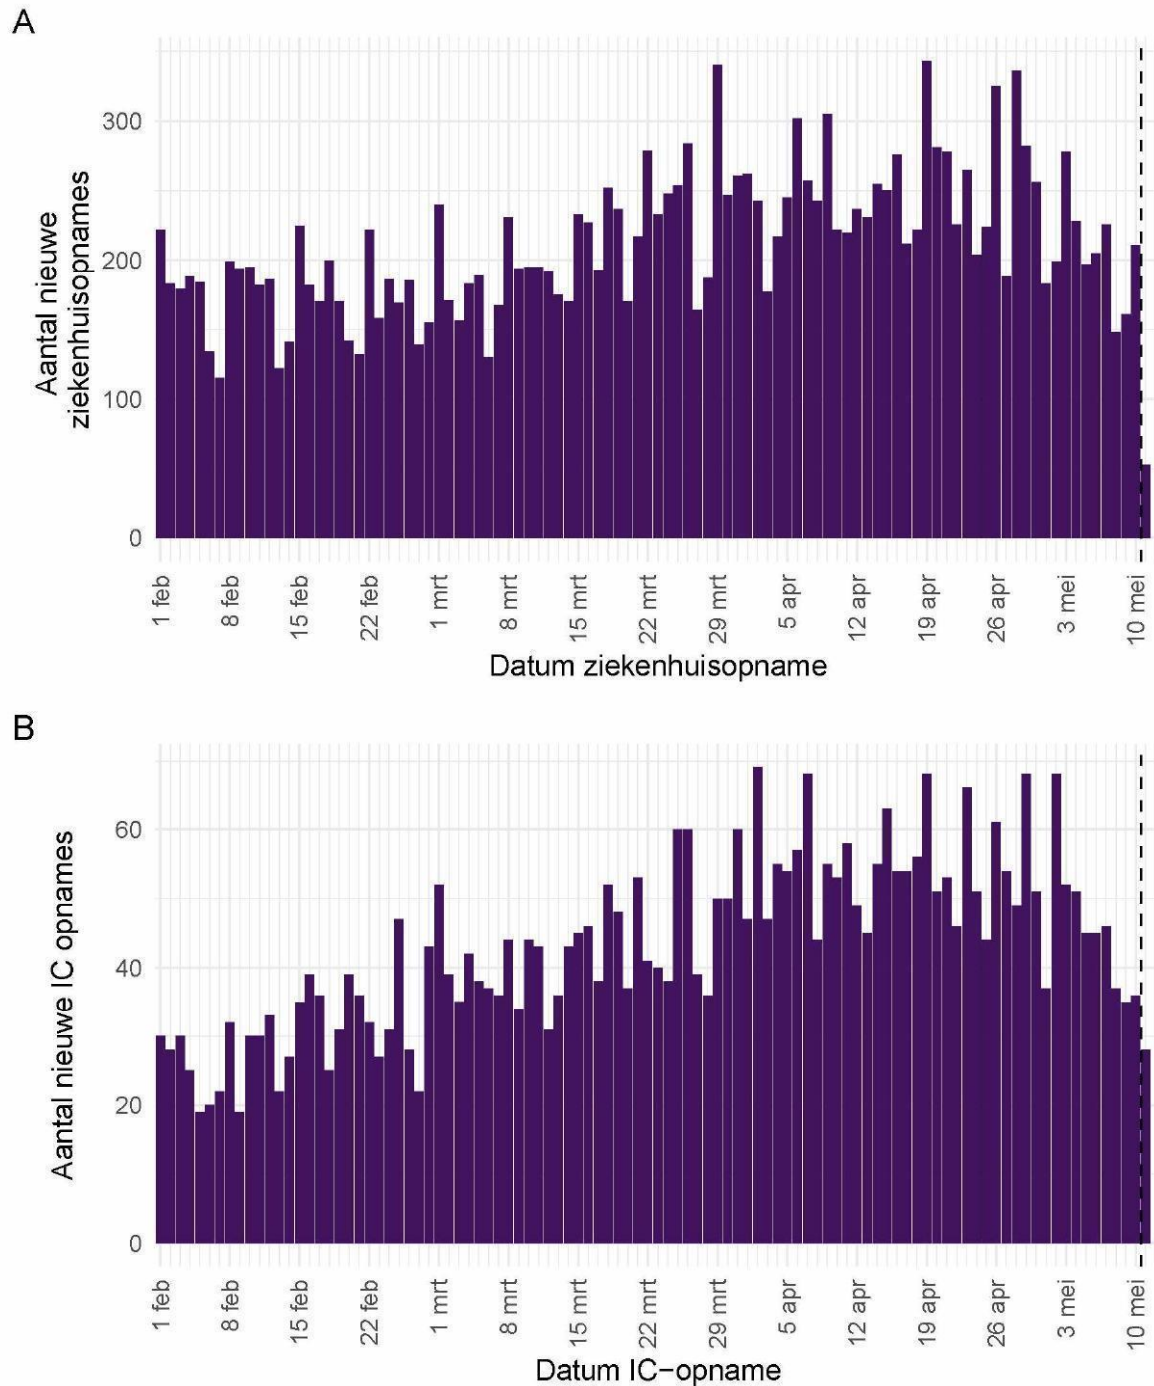 A
300
200
100
0
Aantal nieuwe
ziekenhuisopnames
1 feb
8 feb
15 feb
22 feb
1 mrt
8 mrt
15 mrt
22 mrt
29 mrt
5 apr
12 apr
19 apr
26 apr
3 mei
10 mei
Datum ziekenhuisopname
B
60
40
20
0
Aantal nieuwe IC opnames
1 feb
8 feb
15 feb
22 feb
1 mrt
8 mrt
15 mrt
22 mrt
29 mrt
5 apr
12 apr
19 apr
26 apr
3 mei
10 mei
Datum IC−opname